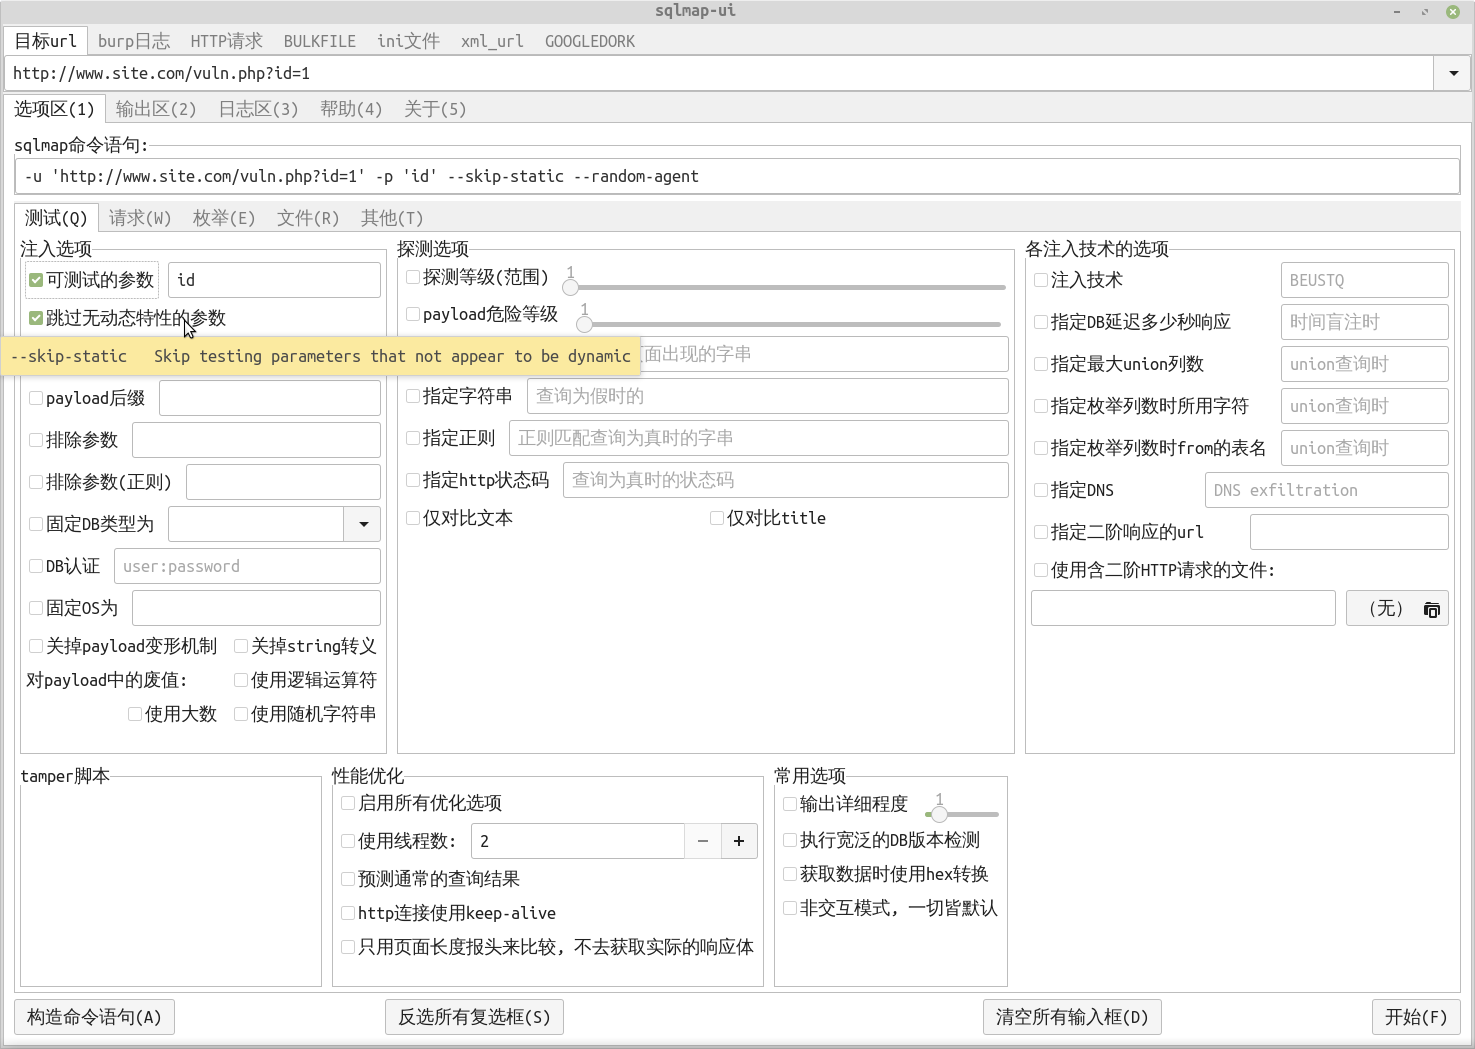 sqlmap-ui
目标url burp日志 HTTP请求 BULKFILE ini文件 xml_url GOOGLEDORK
http://www.site.com/vuln.php?id=1
选项区(1) 输出区(2) 日志区(3) 帮助(4) 关于(5)
sqlmap命令语句:
-u 'http://www.site.com/vuln.php?id=1' -p 'id' --skip-static --random-agent
测试(Q) 请求(W) 枚举(E) 文件(R) 其他(T)
注入选项
可测试的参数 id
跳过无动态特性的参数
--skip-static Skip testing parameters that not appear to be dynamic
payload后缀
排除参数
排除参数(正则)
固定DB类型为
DB认证 user:password
固定OS为
关掉payload变形机制 关掉string转义
对payload中的废值: 使用逻辑运算符
使用大数 使用随机字符串
探测选项
探测等级(范围) 1
payload危险等级 1
面出现的字串
指定字符串 查询为假时的
指定正则 正则匹配查询为真时的字串
指定http状态码 查询为真时的状态码
仅对比文本 仅对比title
各注入技术的选项
注入技术 BEUSTQ
指定DB延迟多少秒响应 时间盲注时
指定最大union列数 union查询时
指定枚举列数时所用字符 union查询时
指定枚举列数时from的表名 union查询时
指定DNS DNS exfiltration
指定二阶响应的url
使用含二阶HTTP请求的文件:
(无)
tamper脚本
性能优化
启用所有优化选项
使用线程数: 2 − +
预测通常的查询结果
http连接使用keep-alive
只用页面长度报头来比较, 不去获取实际的响应体
常用选项
输出详细程度 1
执行宽泛的DB版本检测
获取数据时使用hex转换
非交互模式, 一切皆默认
构造命令语句(A) 反选所有复选框(S) 清空所有输入框(D) 开始(F)